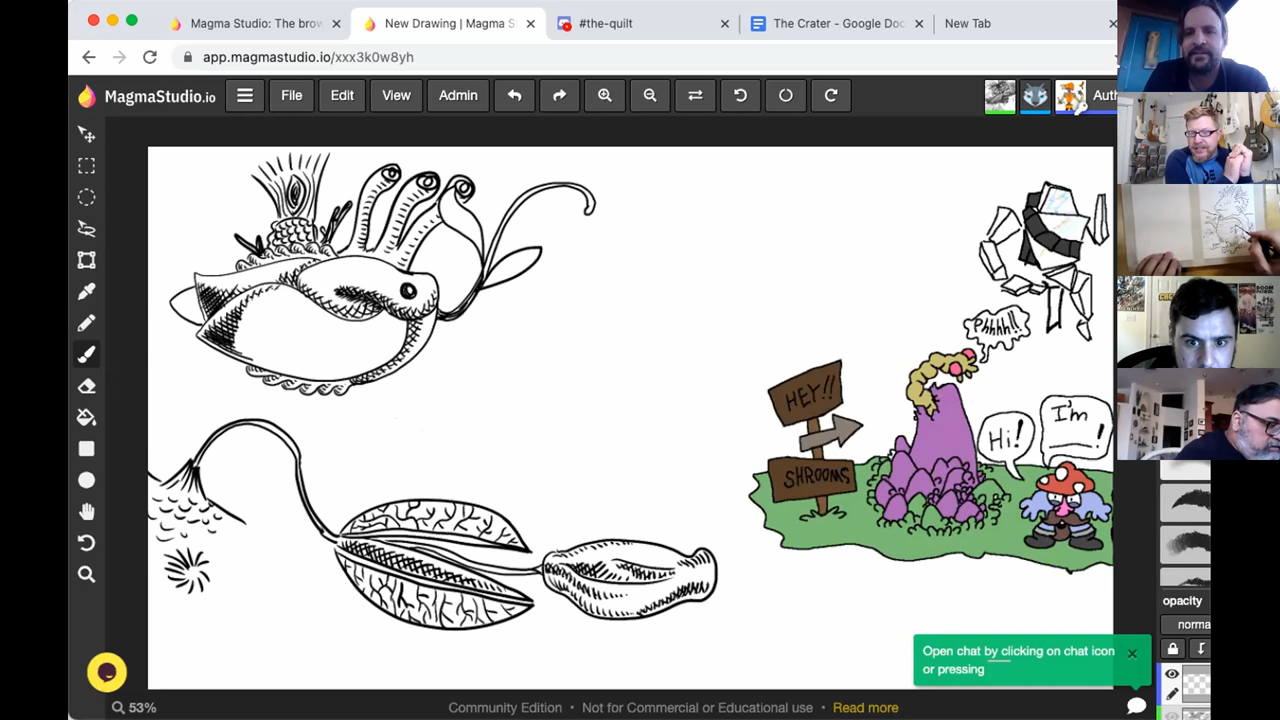 Magma Studio: The brow
New Drawing | Magma S
#the-quilt
The Crater - Google Doc
New Tab
app.magmastudio.io/xxx3k0w8yh
MagmaStudio.io
File
Edit
View
Admin
Auth
Phhhh!!
HEY!!
SHROOMS
Hi!
I'm
!
opacity
norma
Open chat by clicking on chat icon
or pressing
53%
Community Edition • Not for Commercial or Educational use • Read more